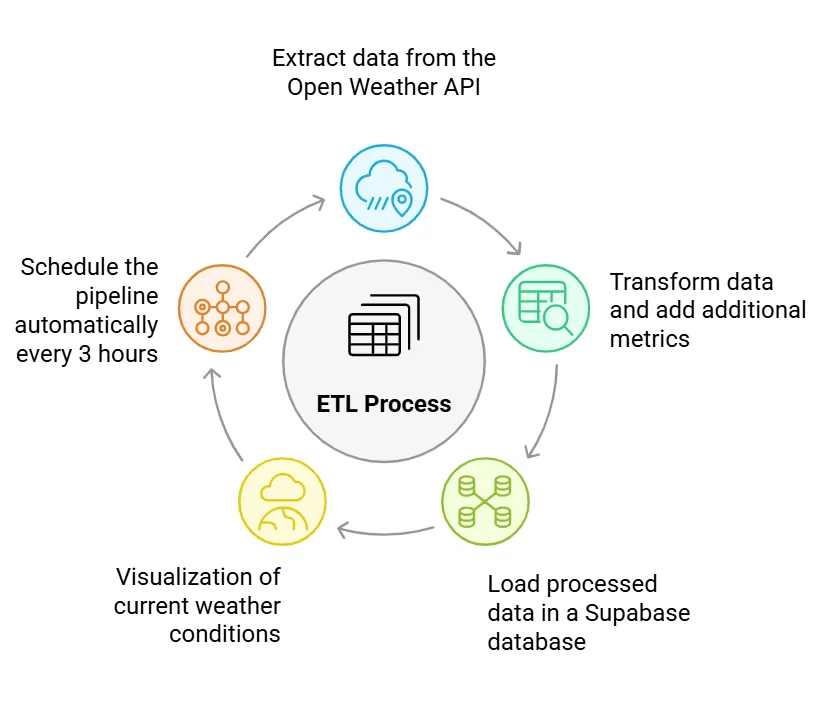 Extract data from the
Open Weather API
Schedule the
pipeline
automatically
every 3 hours
Transform data
and add additional
metrics
ETL Process
Visualization of
current weather
conditions
Load processed
data in a Supabase
database